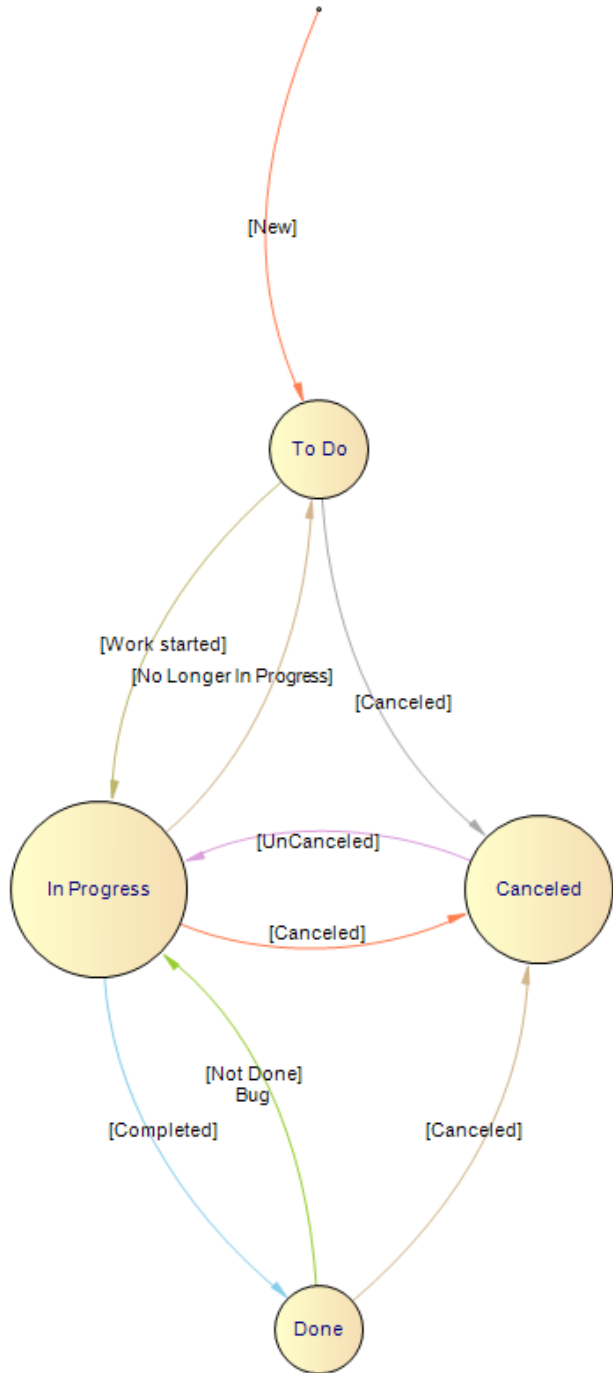 [New]
To Do
[Work started]
[No Longer In Progress]
[Canceled]
[UnCanceled]
In Progress
Canceled
[Canceled]
[Not Done]
Bug
[Completed]
[Canceled]
Done